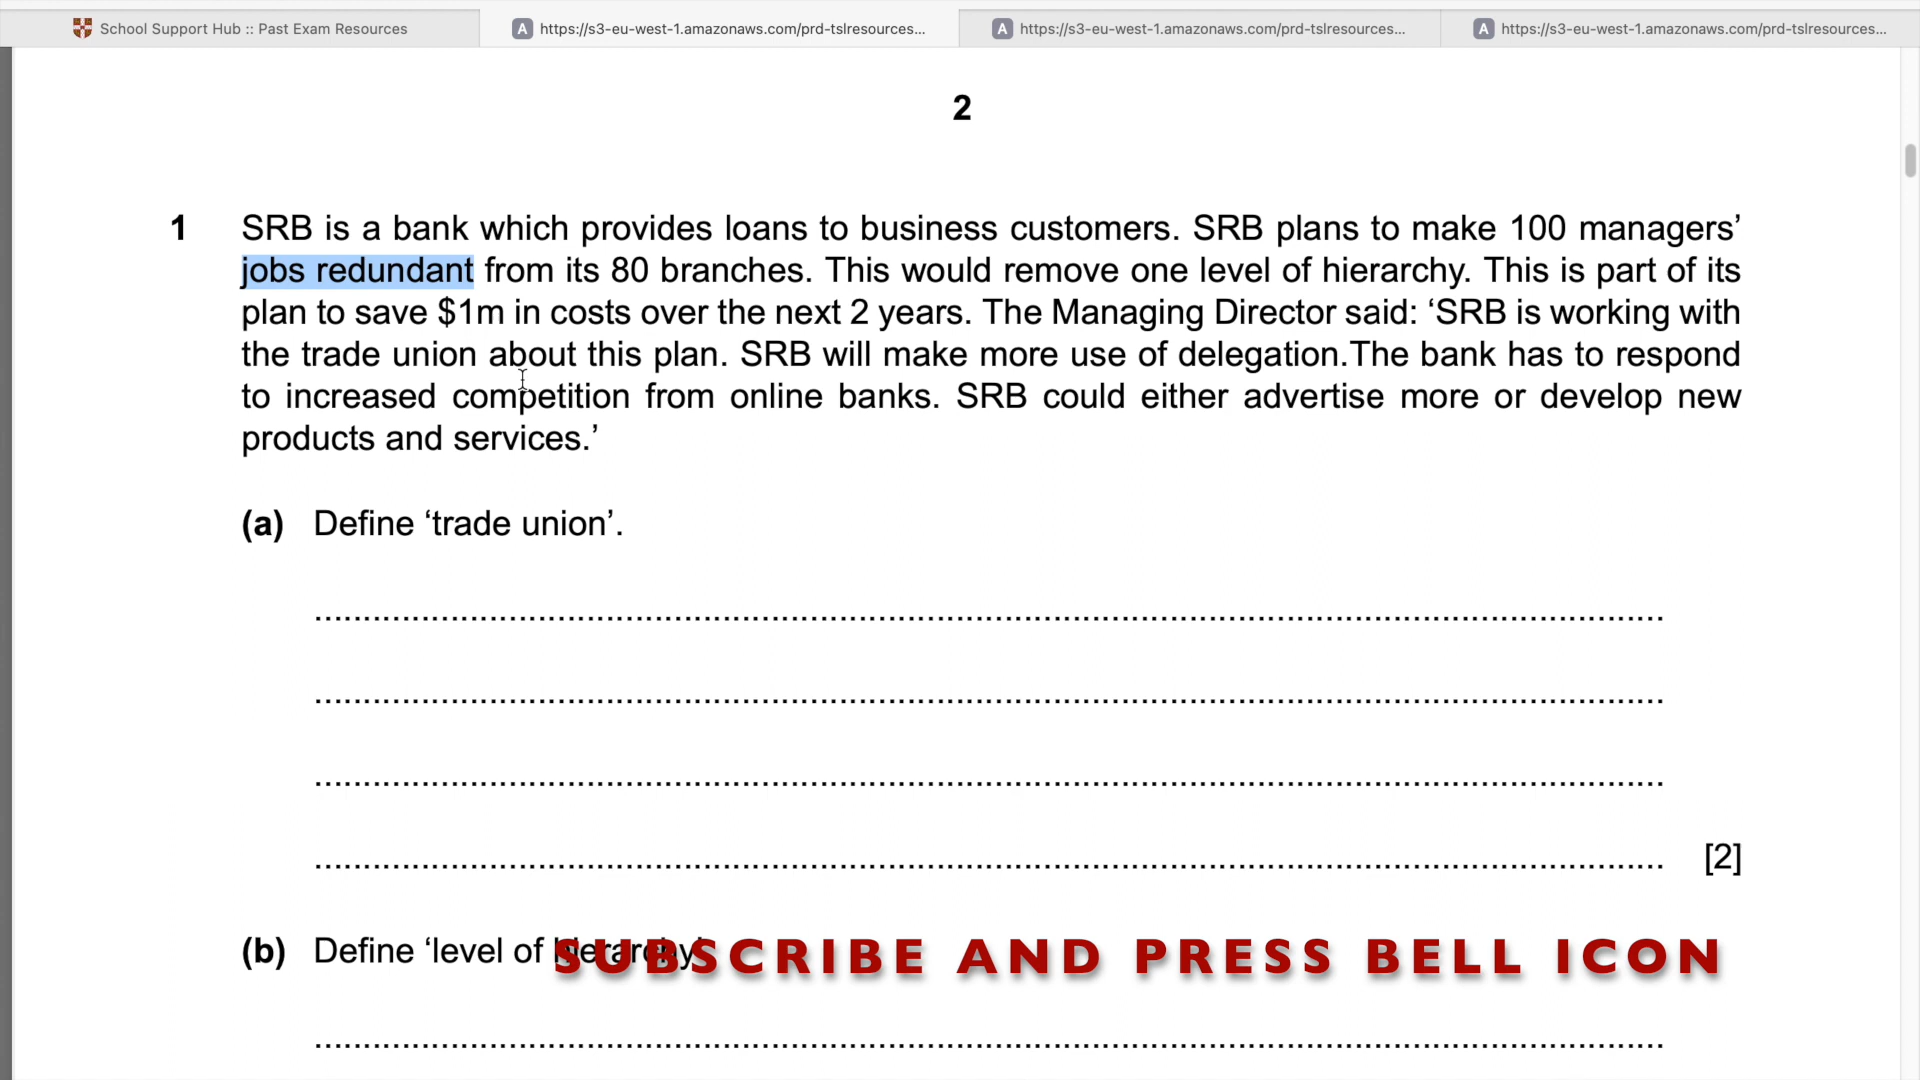 School Support Hub :: Past Exam Resources
A https://s3-eu-west-1.amazonaws.com/prd-tslresources...
A https://s3-eu-west-1.amazonaws.com/prd-tslresources...
A https://s3-eu-west-1.amazonaws.com/prd-tslresources...
2
1 SRB is a bank which provides loans to business customers. SRB plans to make 100 managers’
jobs redundant from its 80 branches. This would remove one level of hierarchy. This is part of its
plan to save $1m in costs over the next 2 years. The Managing Director said: ‘SRB is working with
the trade union about this plan. SRB will make more use of delegation.The bank has to respond
to increased competition from online banks. SRB could either advertise more or develop new
products and services.’
(a) Define ‘trade union’.
[2]
(b) Define ‘level of hierarchy’
SUBSCRIBE AND PRESS BELL ICON